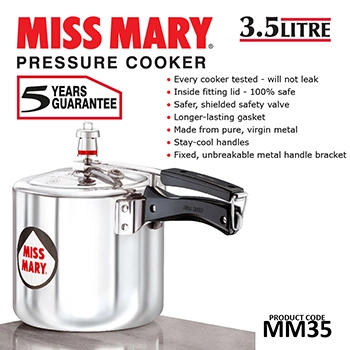 MISS MARY®
3.5LITRE
PRESSURE COOKER
5 YEARS
GUARANTEE
• Every cooker tested - will not leak
• Inside fitting lid - 100% safe
• Safer, shielded safety valve
• Longer-lasting gasket
• Made from pure, virgin metal
• Stay-cool handles
• Fixed, unbreakable metal handle bracket
MISS
MARY
PRODUCT CODE
MM35